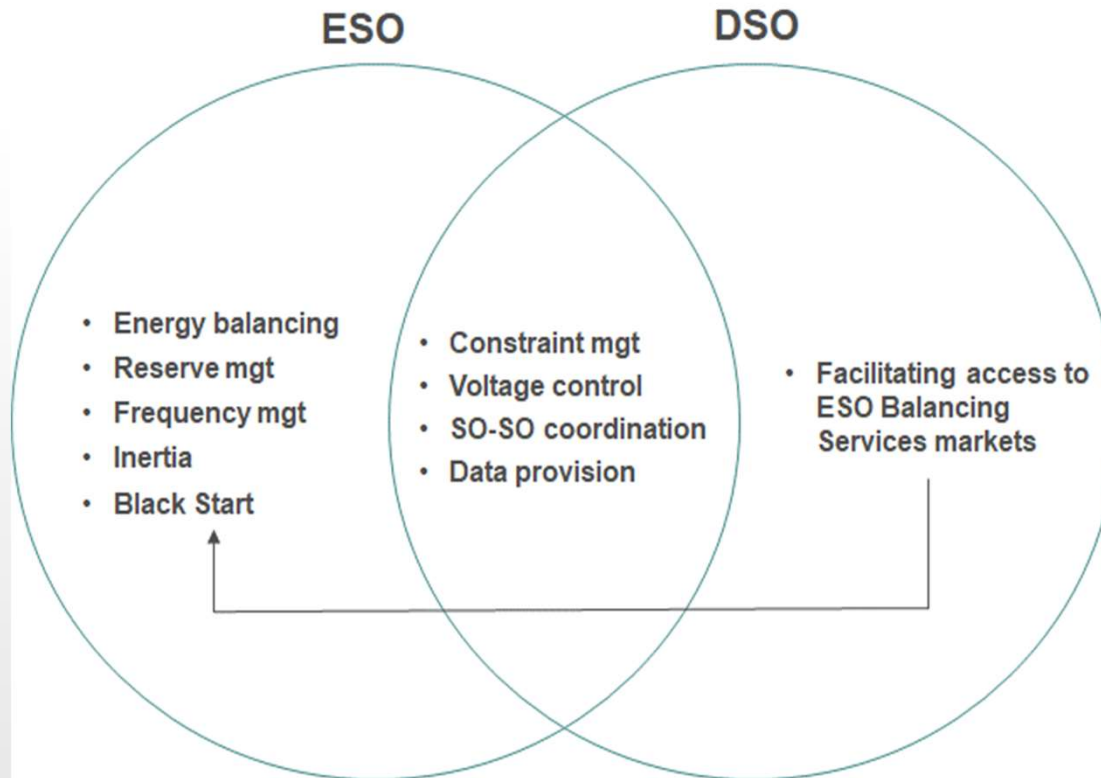 ESO
DSO
• Energy balancing
• Reserve mgt
• Frequency mgt
• Inertia
• Black Start
• Constraint mgt
• Voltage control
• SO-SO coordination
• Data provision
• Facilitating access to
ESO Balancing
Services markets